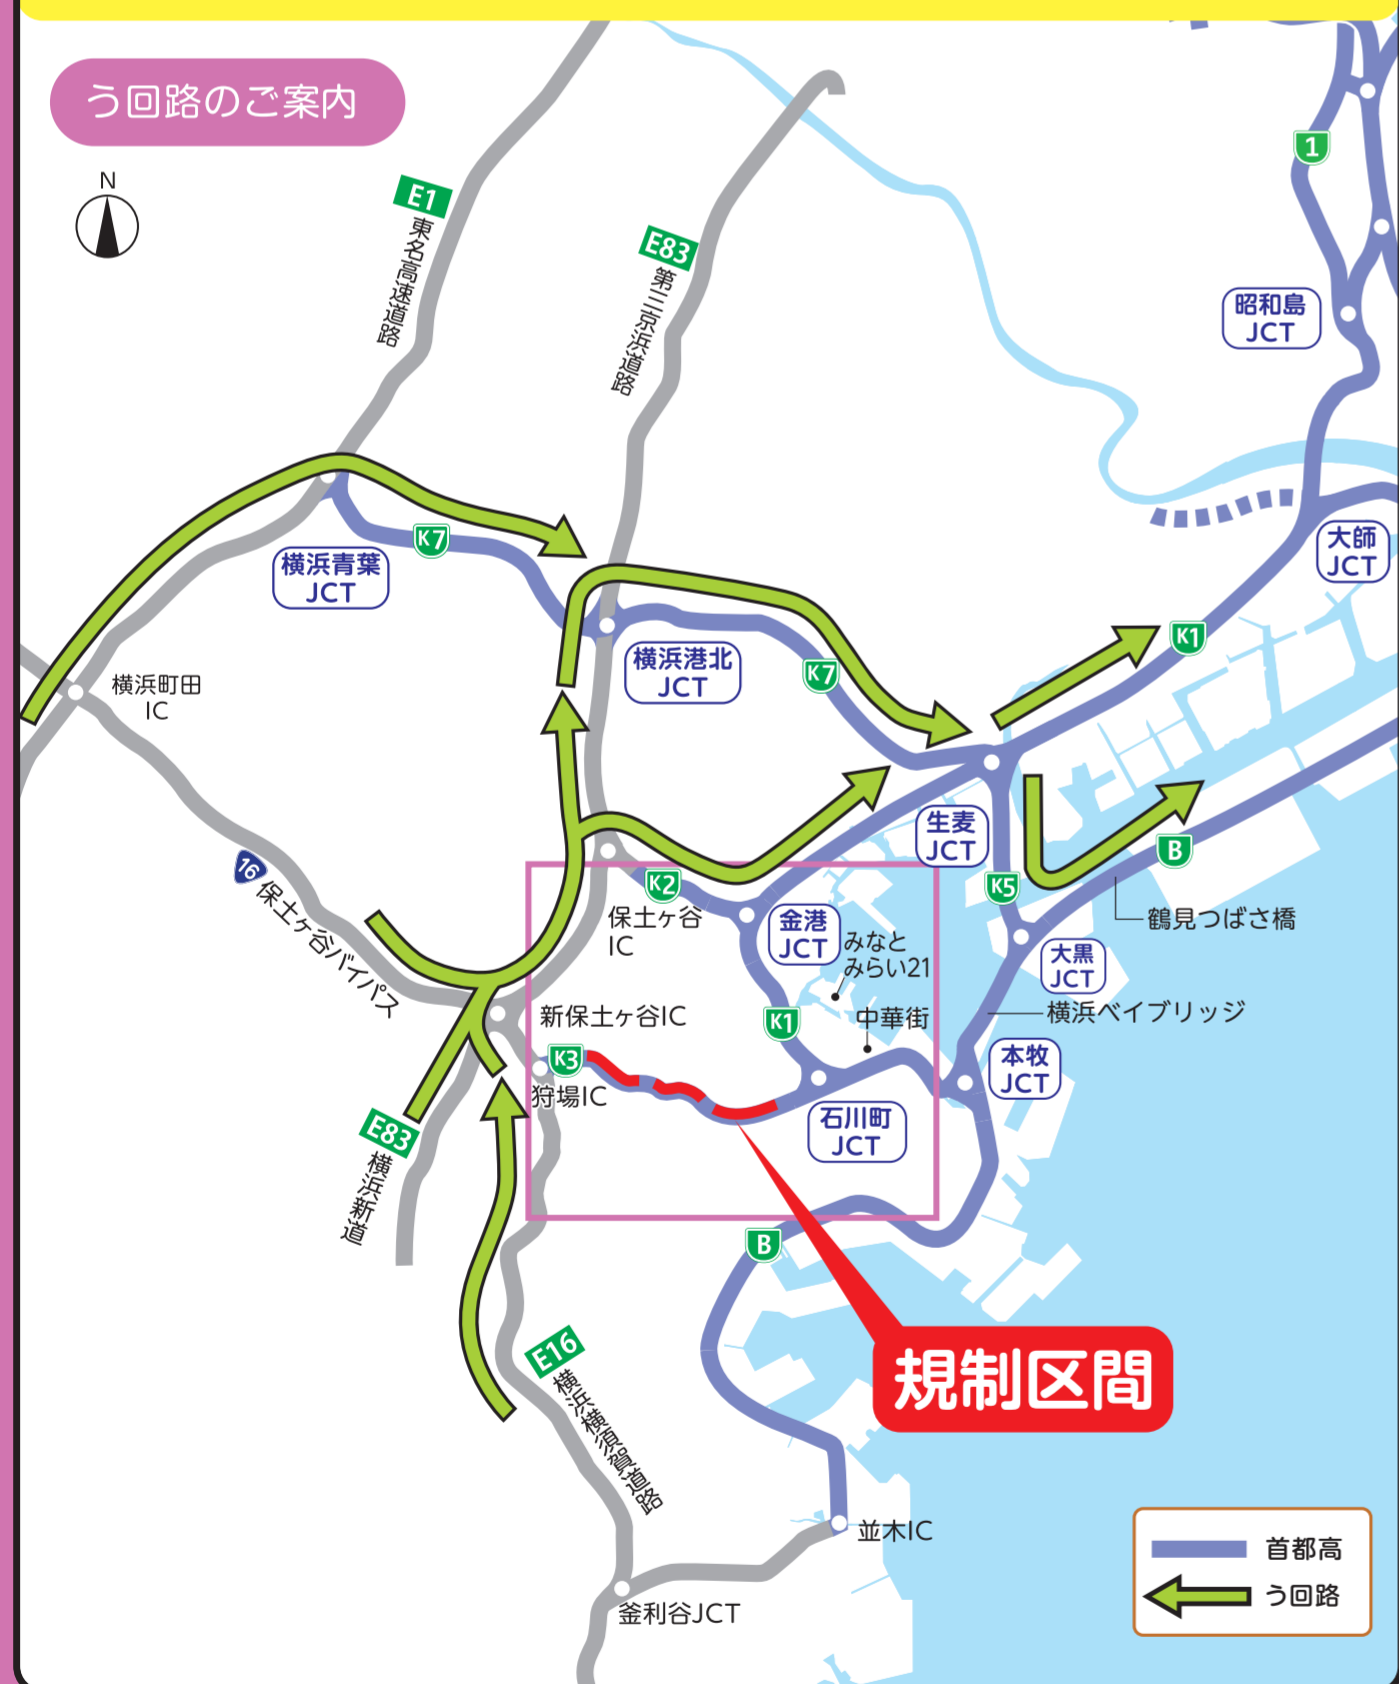 う回路のご案内
N
E1
東名高速道路
E83
第三京浜道路
1
昭和島
JCT
大師
JCT
K7
横浜青葉
JCT
横浜港北
JCT
K7
K1
横浜町田
IC
16
保土ヶ谷バイパス
生麦
JCT
K5
B
鶴見つばさ橋
K2
保土ヶ谷
IC
金港
JCT
みなと
みらい21
大黒
JCT
横浜ベイブリッジ
新保土ヶ谷IC
K1
中華街
K3
狩場IC
本牧
JCT
石川町
JCT
E83
横浜新道
B
規制区間
E16
横浜横須賀道路
並木IC
釜利谷JCT
首都高
う回路